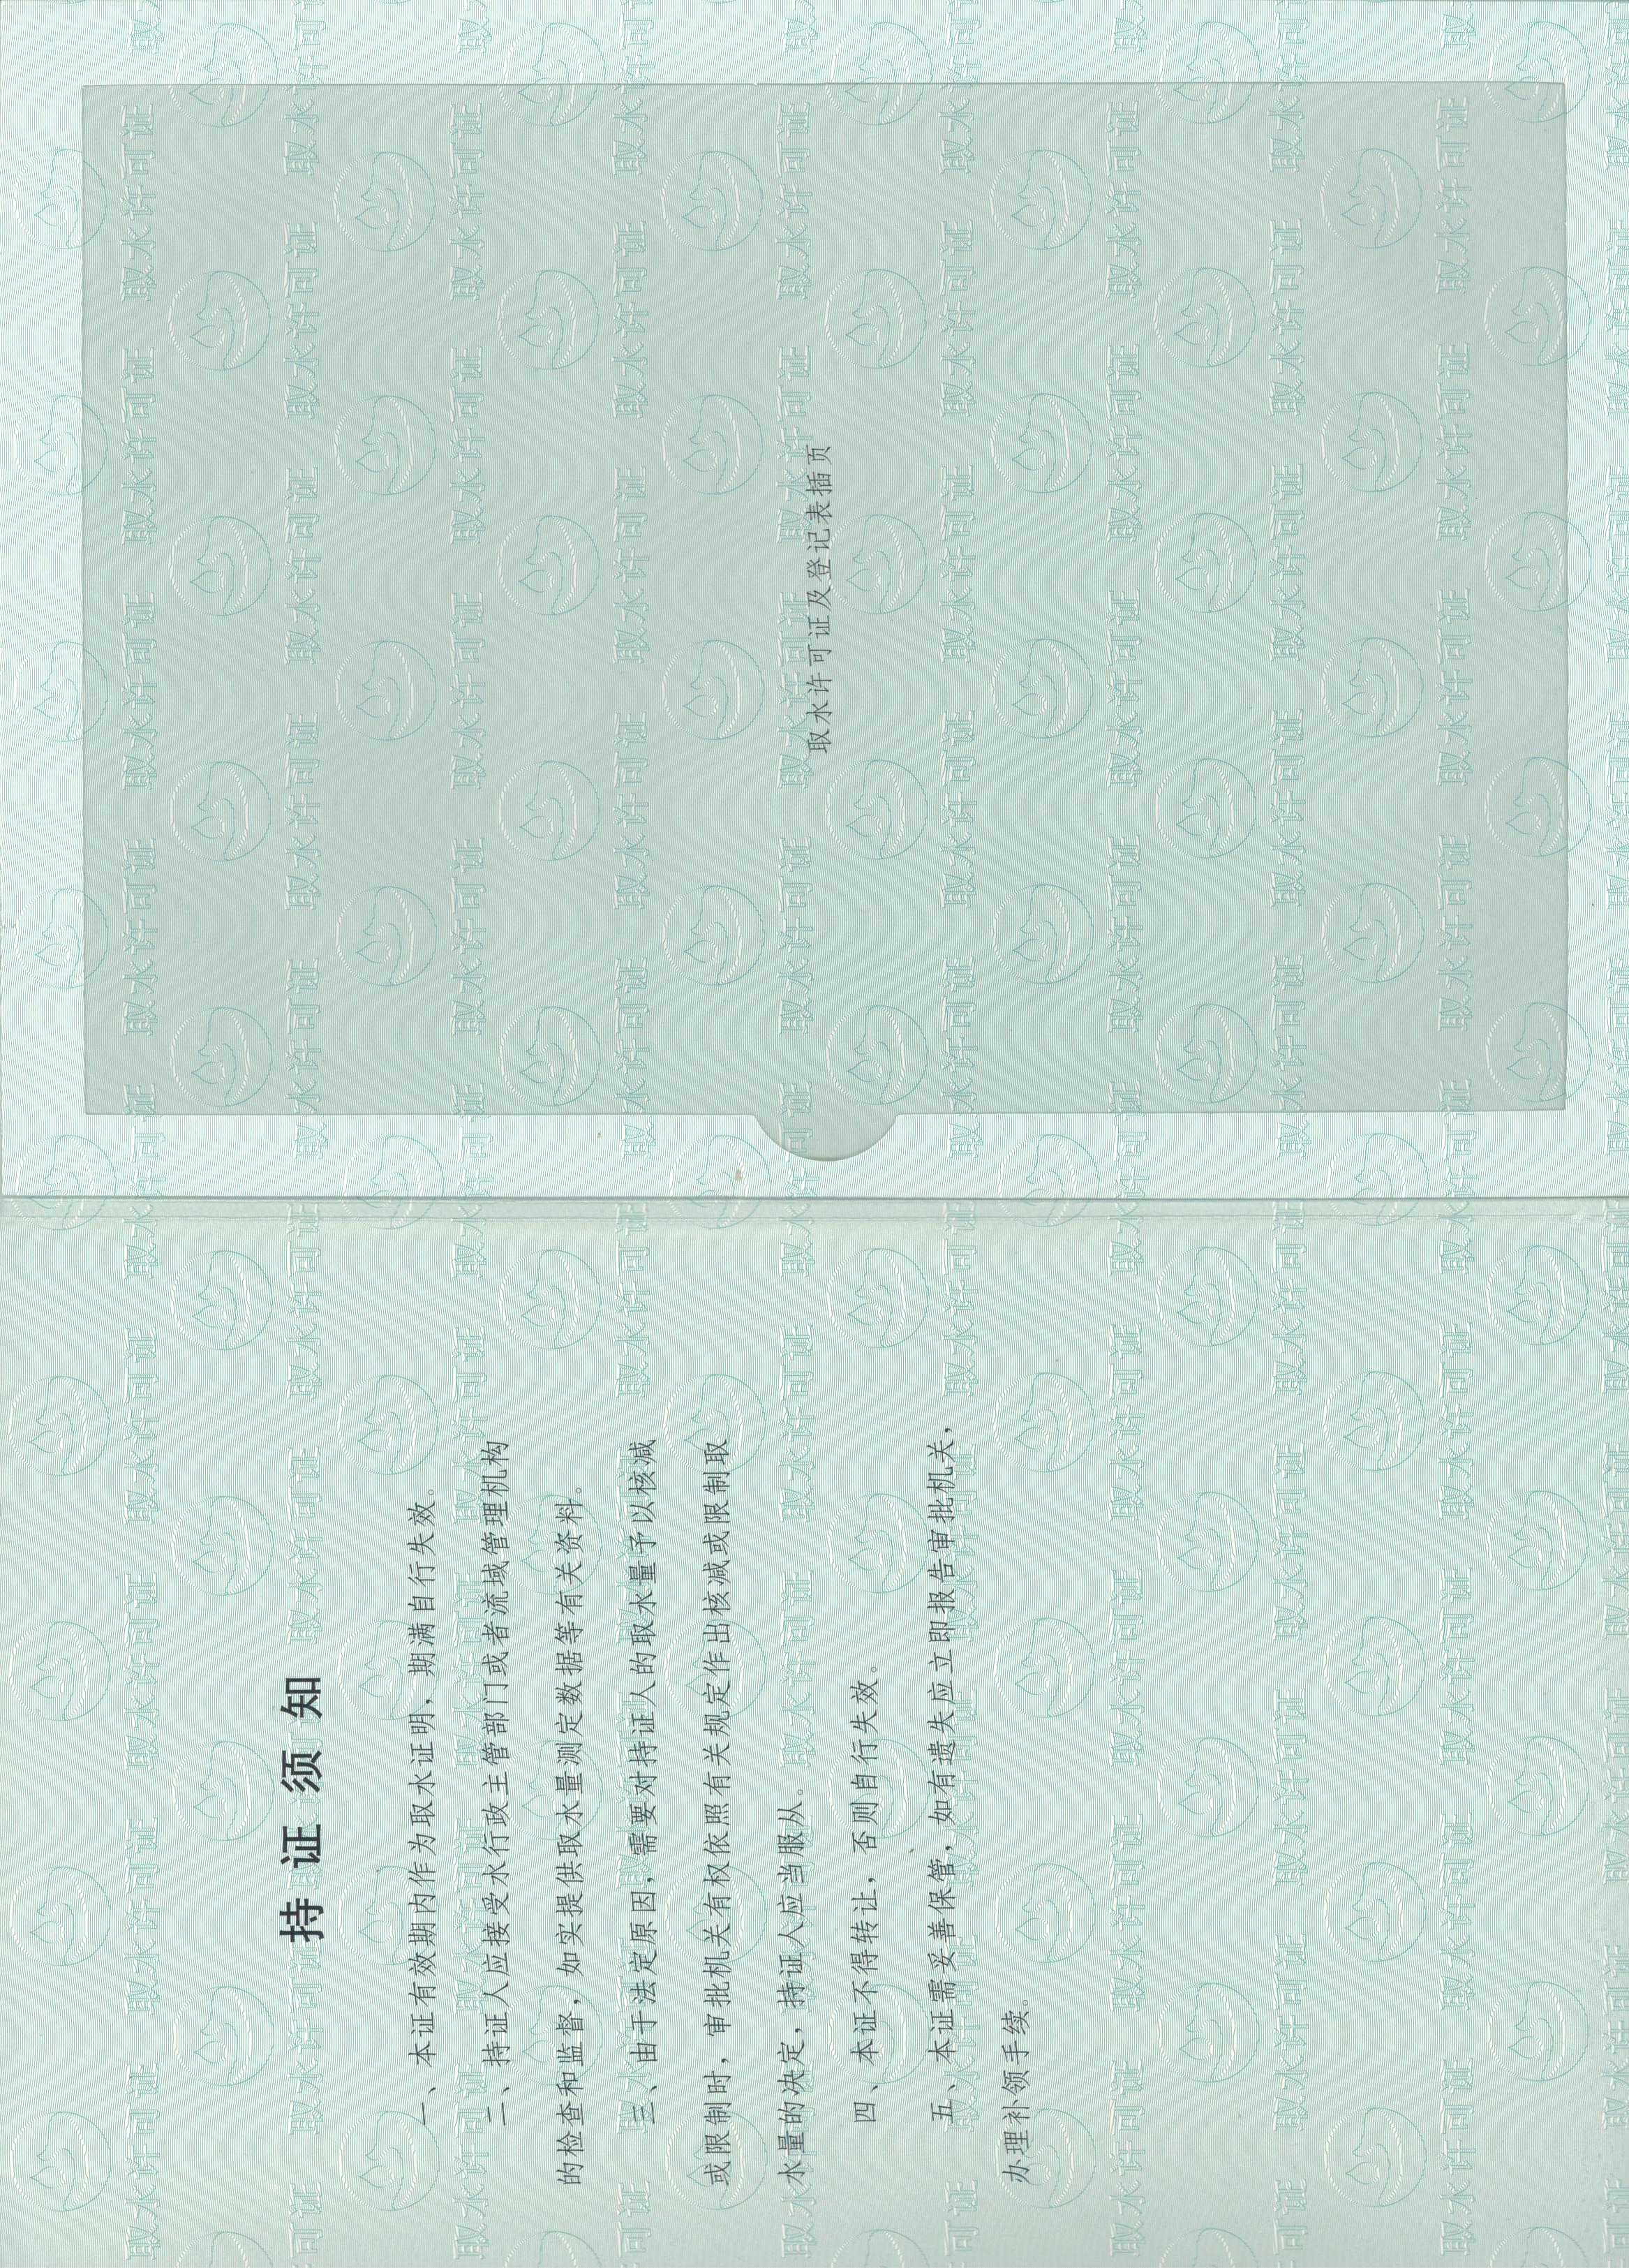 持证须知
一、本证有效期内作为取水证明，期满自行失效。
二、持证人应接受水行政主管部门或者流域管理机构
的检查和监督，如实提供取水量测定数据等有关资料。
三、由于法定原因，需要对持证人的取水量予以核减
或限制时，审批机关有权依照有关规定作出核减或限制取
水量的决定，持证人应当服从。
四、本证不得转让，否则自行失效。
五、本证需妥善保管，如有遗失应立即报告审批机关，
办理补领手续。
取水许可证及登记表插页
取水许可证